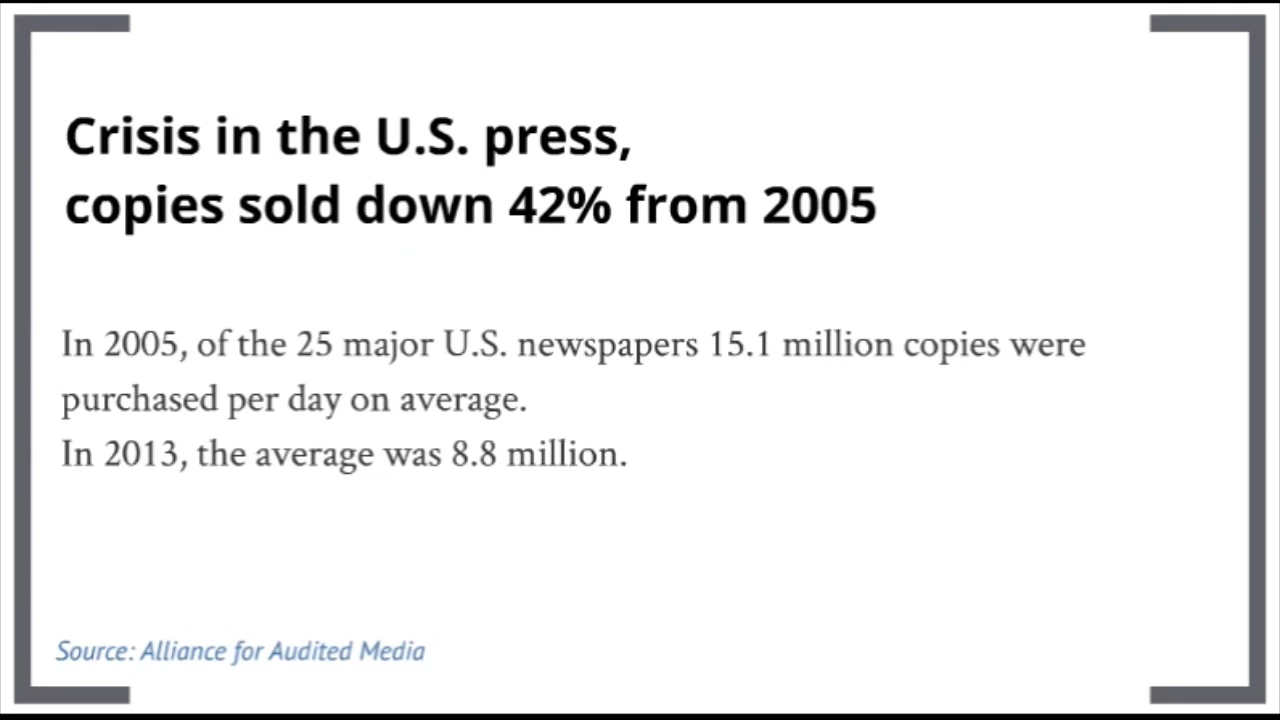 Crisis in the U.S. press,
copies sold down 42% from 2005
In 2005, of the 25 major U.S. newspapers 15.1 million copies were
purchased per day on average.
In 2013, the average was 8.8 million.
Source: Alliance for Audited Media